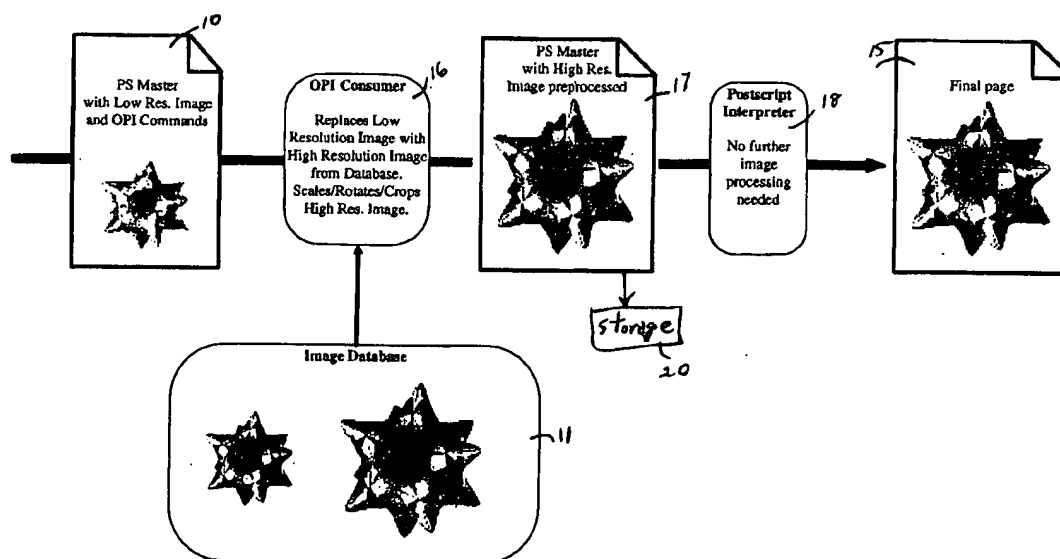 10
PS Master
with Low Res. Image
and OPI Commands
16
OPI Consumer
Replaces Low
Resolution Image with
High Resolution Image
from Database.
Scales/Rotates/Crops
High Res. Image.
PS Master
with High Res.
Image preprocessed
17
Postscript
Interpreter
18
No further
image
processing
needed
15
Final page
storage
20
Image Database
11